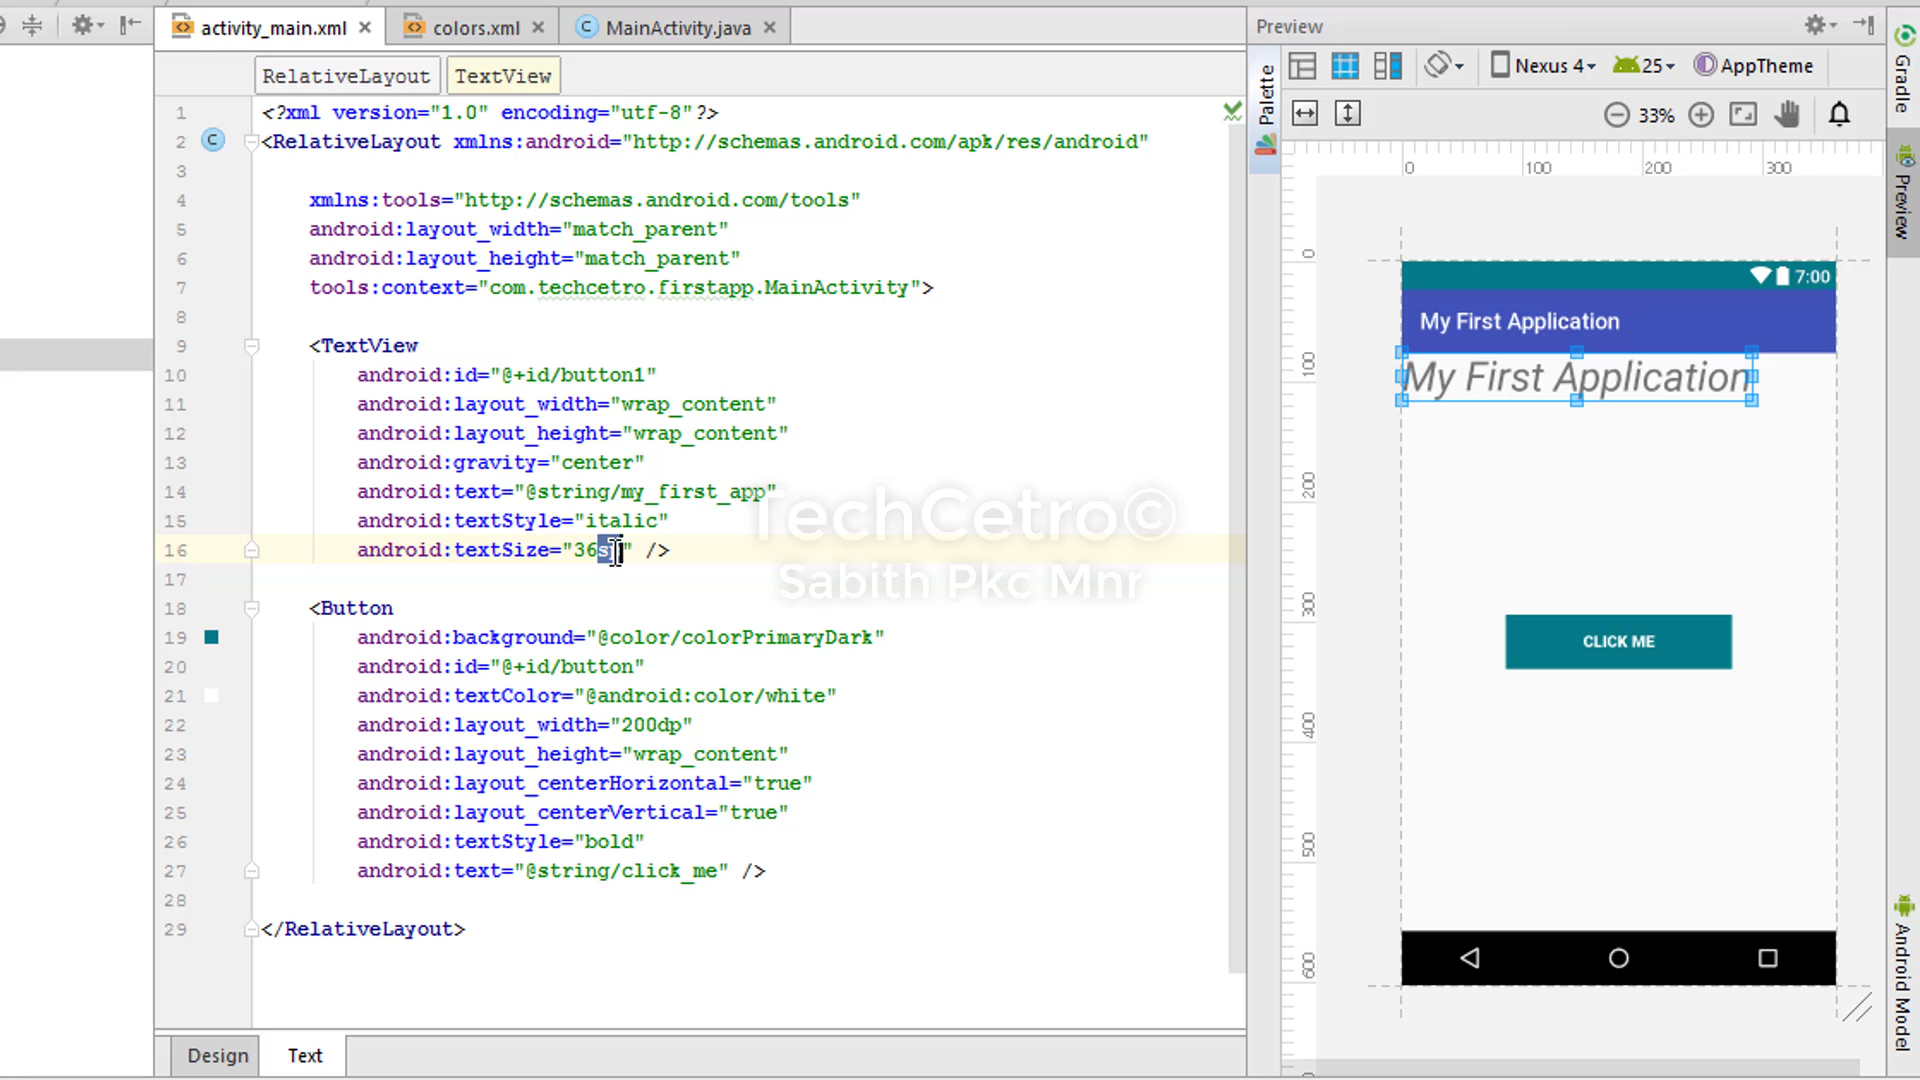 activity_main.xml
colors.xml
MainActivity.java
Preview
RelativeLayout
TextView
Nexus 4
25
AppTheme
33%
Palette
Gradle
Preview
Android Model
1 <?xml version="1.0" encoding="utf-8"?>
2 <RelativeLayout xmlns:android="http://schemas.android.com/apk/res/android"
3
4 xmlns:tools="http://schemas.android.com/tools"
5 android:layout_width="match_parent"
6 android:layout_height="match_parent"
7 tools:context="com.techcetro.firstapp.MainActivity">
8
9 <TextView
10 android:id="@+id/button1"
11 android:layout_width="wrap_content"
12 android:layout_height="wrap_content"
13 android:gravity="center"
14 android:text="@string/my_first_app"
15 android:textStyle="italic"
16 android:textSize="36sp" />
17
18 <Button
19 android:background="@color/colorPrimaryDark"
20 android:id="@+id/button"
21 android:textColor="@android:color/white"
22 android:layout_width="200dp"
23 android:layout_height="wrap_content"
24 android:layout_centerHorizontal="true"
25 android:layout_centerVertical="true"
26 android:textStyle="bold"
27 android:text="@string/click_me" />
28
29 </RelativeLayout>
TechCetro©
Sabith Pkc Mnr
0 100 200 300
0
100
200
300
400
500
600
7:00
My First Application
My First Application
CLICK ME
Design
Text